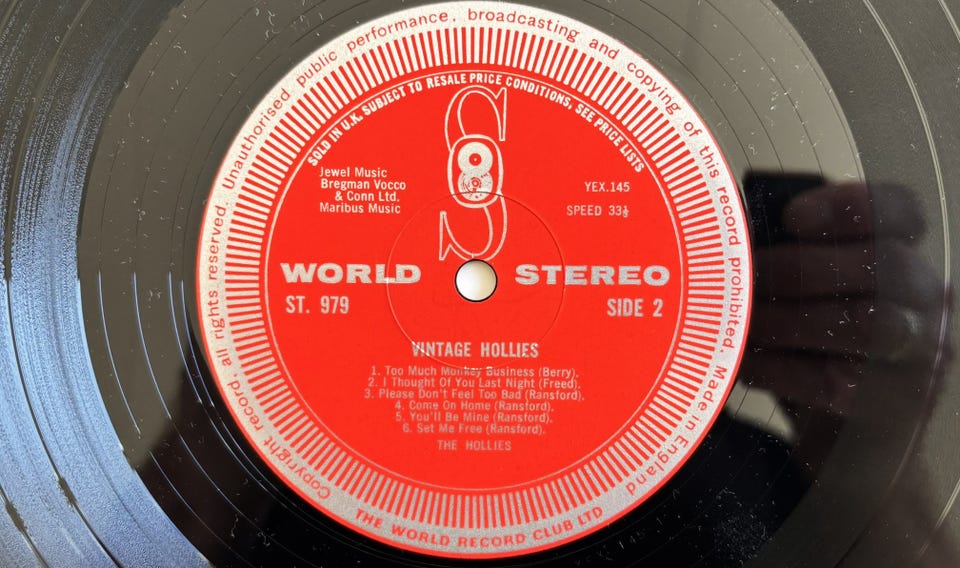 Copyright record all rights reserved. Unauthorised public performance, broadcasting and copying of this record prohibited. Made in England
SOLD IN U.K. SUBJECT TO RESALE PRICE CONDITIONS, SEE PRICE LISTS
Jewel Music
Bregman Vocco
& Conn Ltd.
Maribus Music
YEX.145
SPEED 33⅓
WORLD STEREO
ST. 979
SIDE 2
VINTAGE HOLLIES
1. Too Much Monkey Business (Berry).
2. I Thought Of You Last Night (Freed).
3. Please Don't Feel Too Bad (Ransford).
4. Come On Home (Ransford).
5. You'll Be Mine (Ransford).
6. Set Me Free (Ransford).
THE HOLLIES
THE WORLD RECORD CLUB LTD